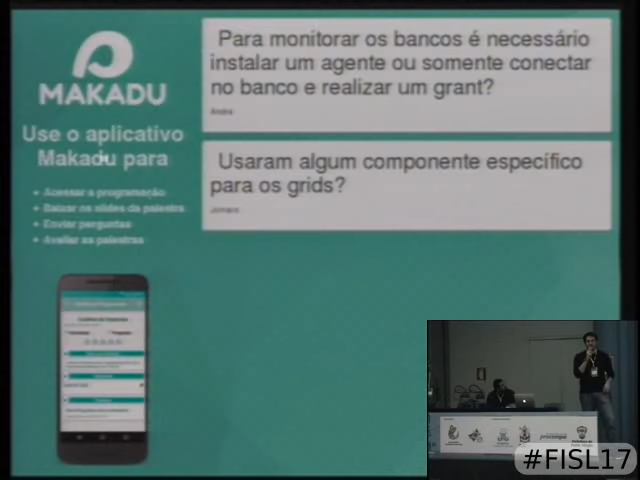 MAKADU
Use o aplicativo
Makadu para
+ Acessar a programação
+ Baixar os slides da palestra
+ Enviar perguntas
+ Avaliar as palestras
Para monitorar os bancos é necessário
instalar um agente ou somente conectar
no banco e realizar um grant?
André
Usaram algum componente específico
para os grids?
procempa
#FISL17